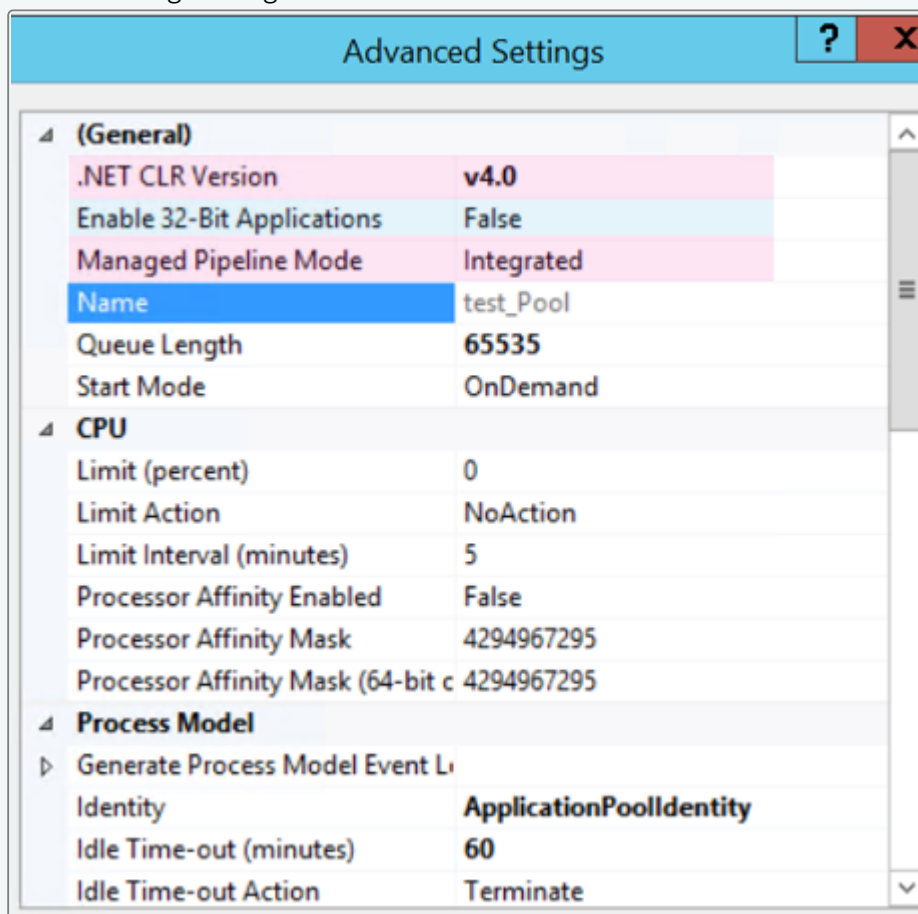 Advanced Settings ? X
(General)
.NET CLR Version v4.0
Enable 32-Bit Applications False
Managed Pipeline Mode Integrated
Name test_Pool
Queue Length 65535
Start Mode OnDemand
CPU
Limit (percent) 0
Limit Action NoAction
Limit Interval (minutes) 5
Processor Affinity Enabled False
Processor Affinity Mask 4294967295
Processor Affinity Mask (64-bit c 4294967295
Process Model
Generate Process Model Event L
Identity ApplicationPoolIdentity
Idle Time-out (minutes) 60
Idle Time-out Action Terminate